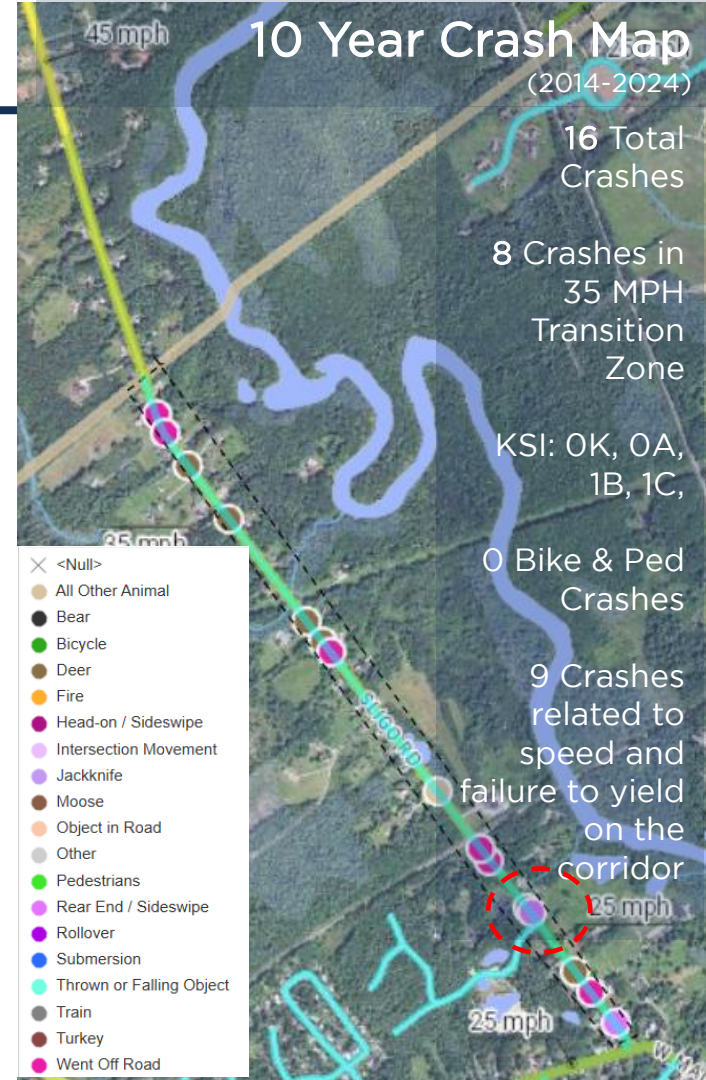 45 mph
10 Year Crash Map
(2014-2024)
16 Total
Crashes
8 Crashes in
35 MPH
Transition
Zone
KSI: 0K, 0A,
1B, 1C,
0 Bike & Ped
Crashes
9 Crashes
related to
speed and
failure to yield
on the
corridor
35 mph
<Null>
All Other Animal
Bear
Bicycle
Deer
Fire
Head-on / Sideswipe
Intersection Movement
Jackknife
Moose
Object in Road
Other
Pedestrians
Rear End / Sideswipe
Rollover
Submersion
Thrown or Falling Object
Train
Turkey
Went Off Road
SLIGO RD
25 mph
25 mph